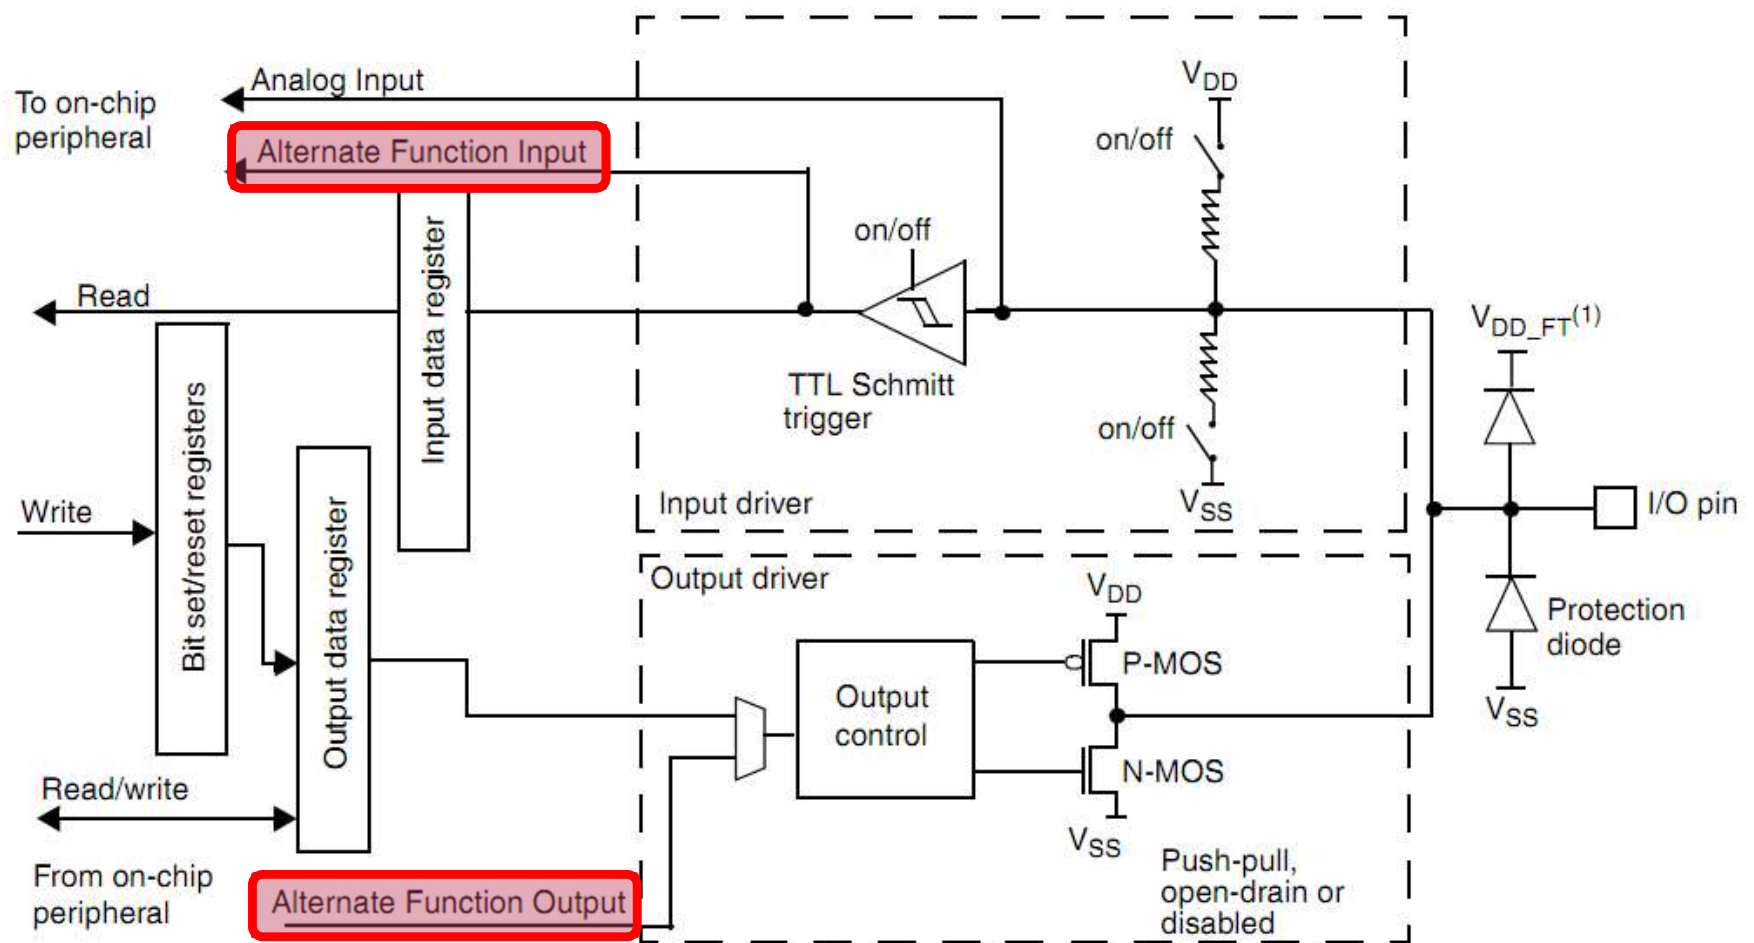 Analog Input
To on-chip
peripheral
Alternate Function Input
on/off
Read
Input data register
TTL Schmitt
trigger
Input driver
VDD
on/off
on/off
VSS
VDD_FT(1)
I/O pin
Protection
diode
VSS
Write
Bit set/reset registers
Output data register
Read/write
From on-chip
peripheral
Alternate Function Output
Output driver
Output
control
VDD
P-MOS
N-MOS
VSS
Push-pull,
open-drain or
disabled